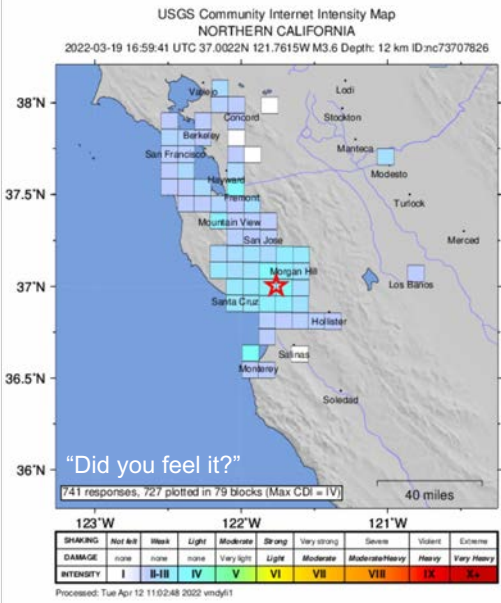 USGS Community Internet Intensity Map
NORTHERN CALIFORNIA
2022-03-19 16:59:41 UTC 37.0022N 121.7615W M3.6 Depth: 12 km ID:nc73707826
38°N
37.5°N
37°N
36.5°N
36°N
Vallejo
Lodi
Concord
Stockton
Berkeley
Manteca
San Francisco
Modesto
Hayward
Fremont
Turlock
Mountain View
San Jose
Merced
Morgan Hill
Los Banos
Santa Cruz
Hollister
Salinas
Monterey
Soledad
“Did you feel it?”
741 responses, 727 plotted in 79 blocks (Max CDI = IV)
40 miles
123°W 122°W 121°W
SHAKING Not felt Weak Light Moderate Strong Very strong Severe Violent Extreme
DAMAGE none none none Very light Light Moderate Moderate/Heavy Heavy Very Heavy
INTENSITY I II-III IV V VI VII VIII IX X+
Processed: Tue Apr 12 11:02:48 2022 vmdyli1